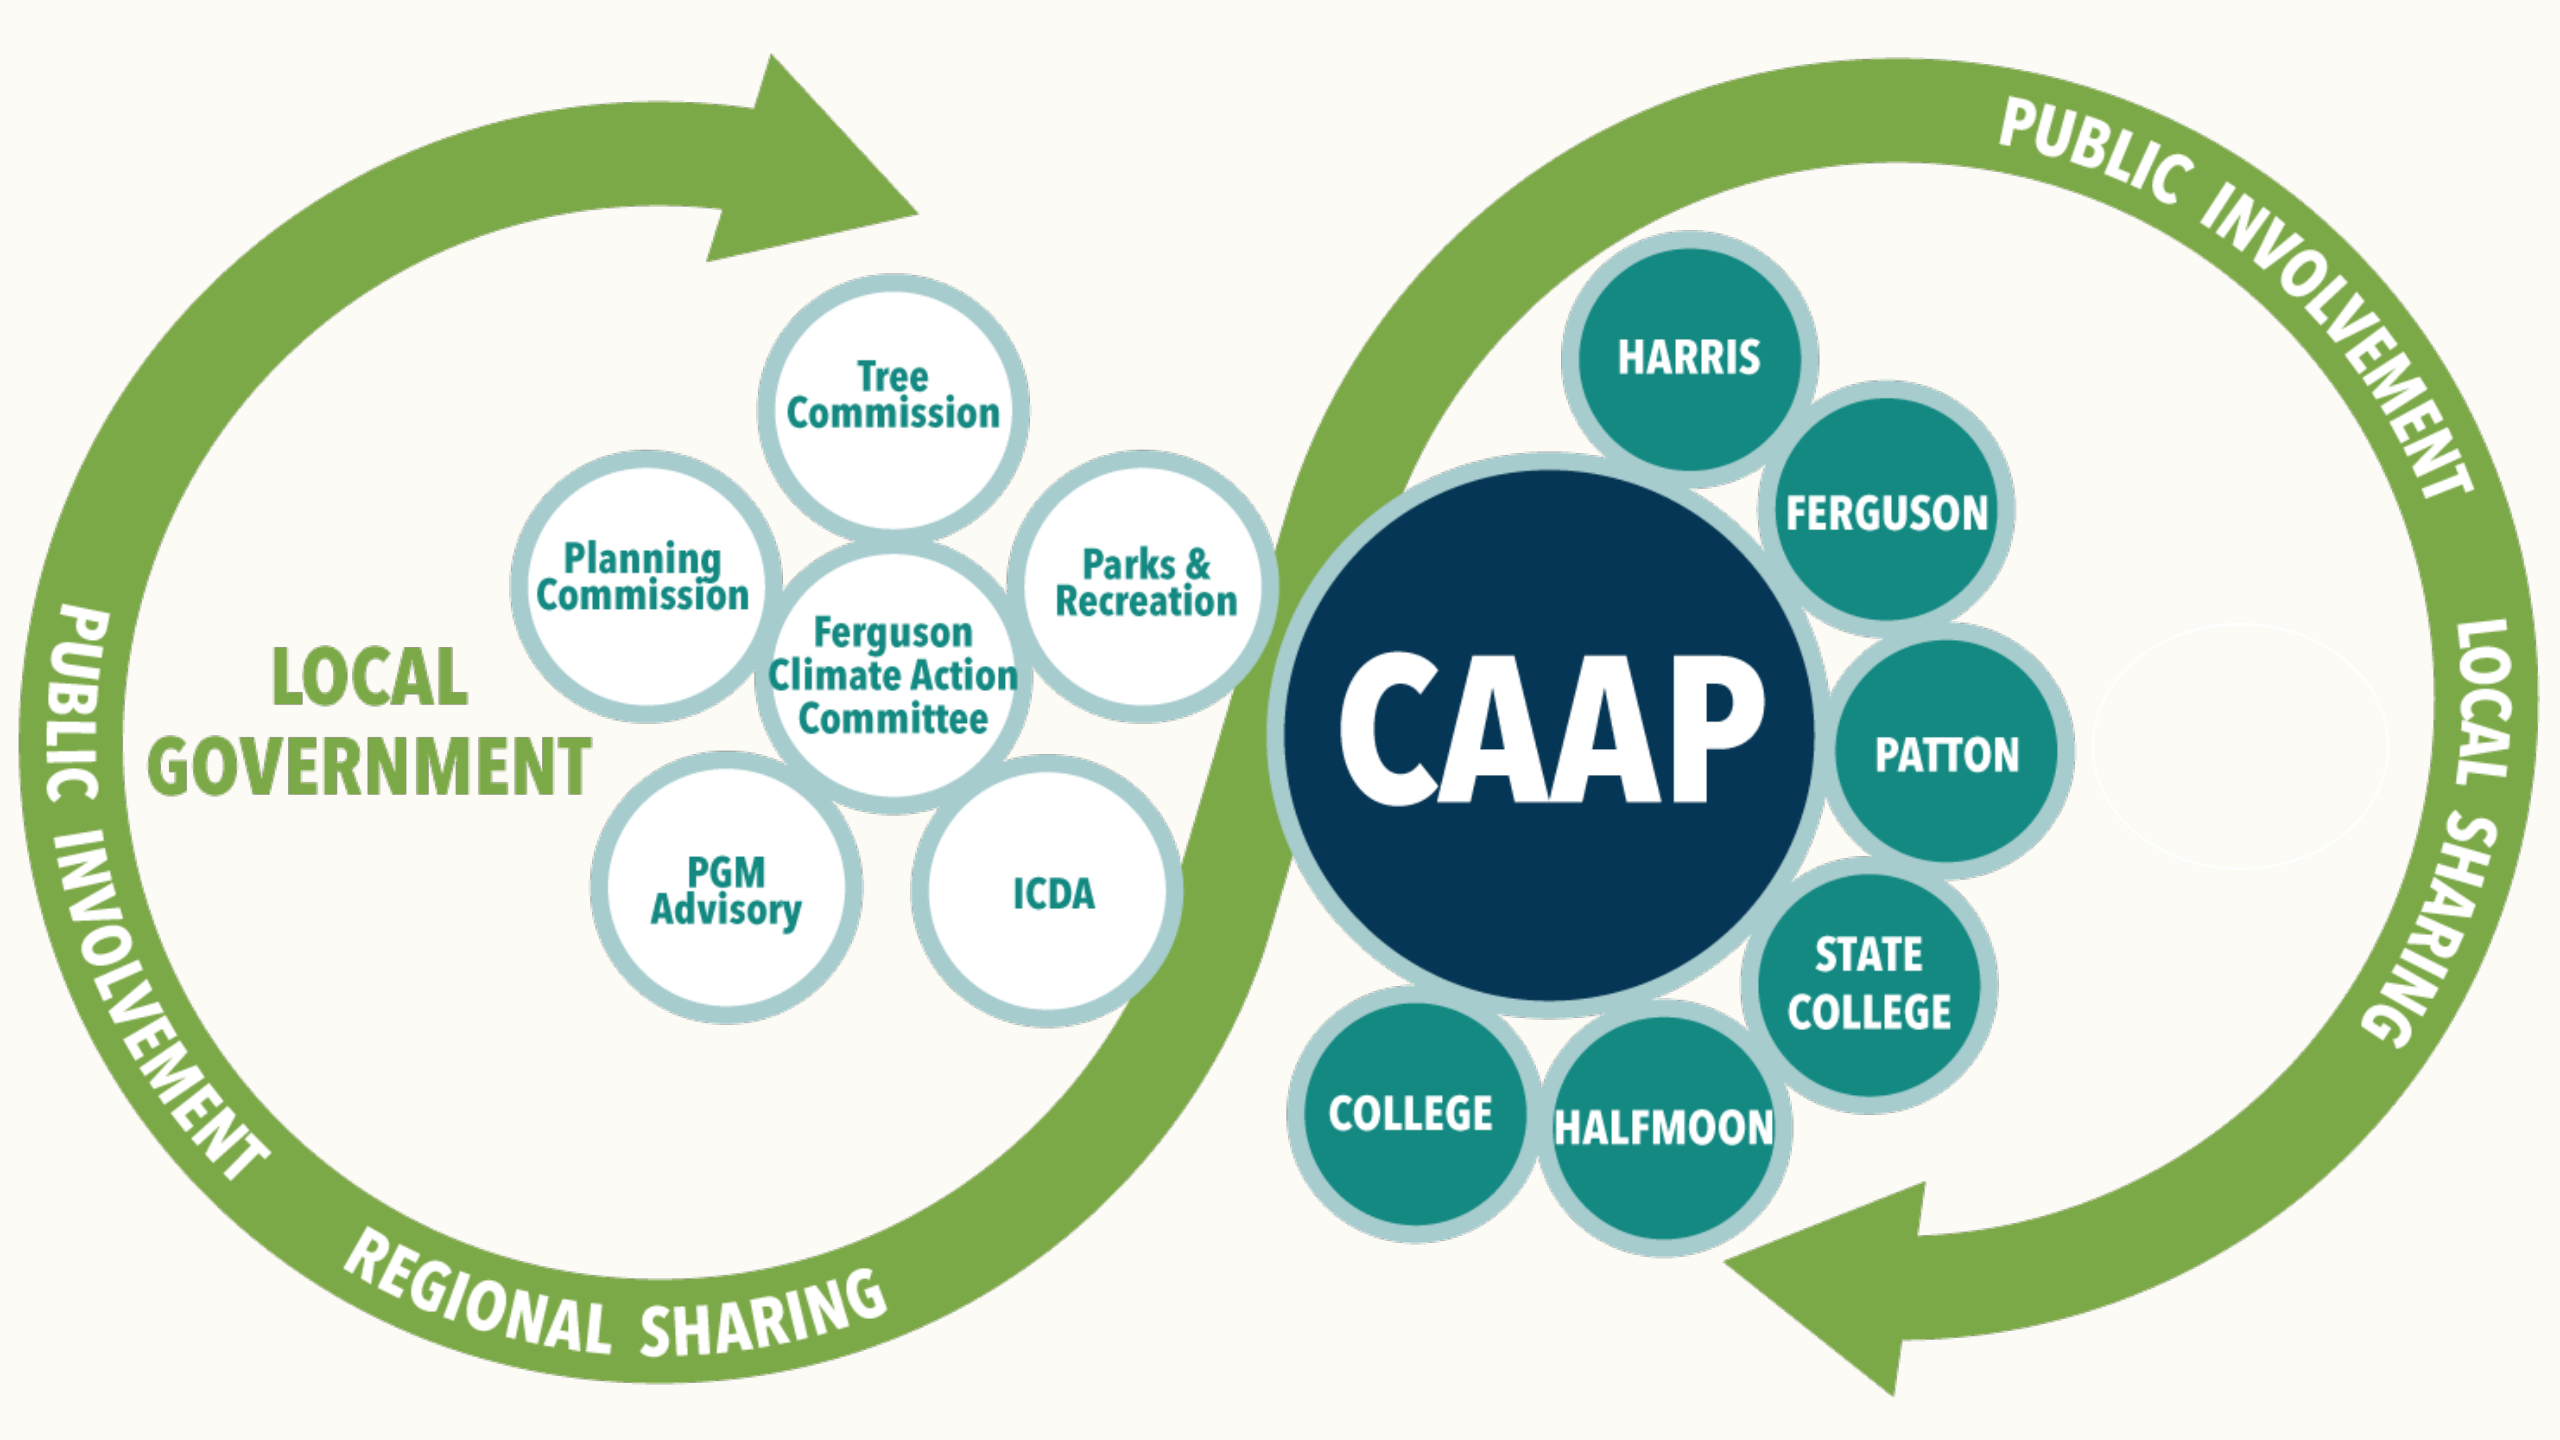 PUBLIC INVOLVEMENT
REGIONAL SHARING
LOCAL
GOVERNMENT
Tree
Commission
Planning
Commission
Parks &
Recreation
Ferguson
Climate Action
Committee
PGM
Advisory
ICDA
CAAP
HARRIS
FERGUSON
PATTON
STATE
COLLEGE
HALFMOON
COLLEGE
PUBLIC INVOLVEMENT
LOCAL SHARING